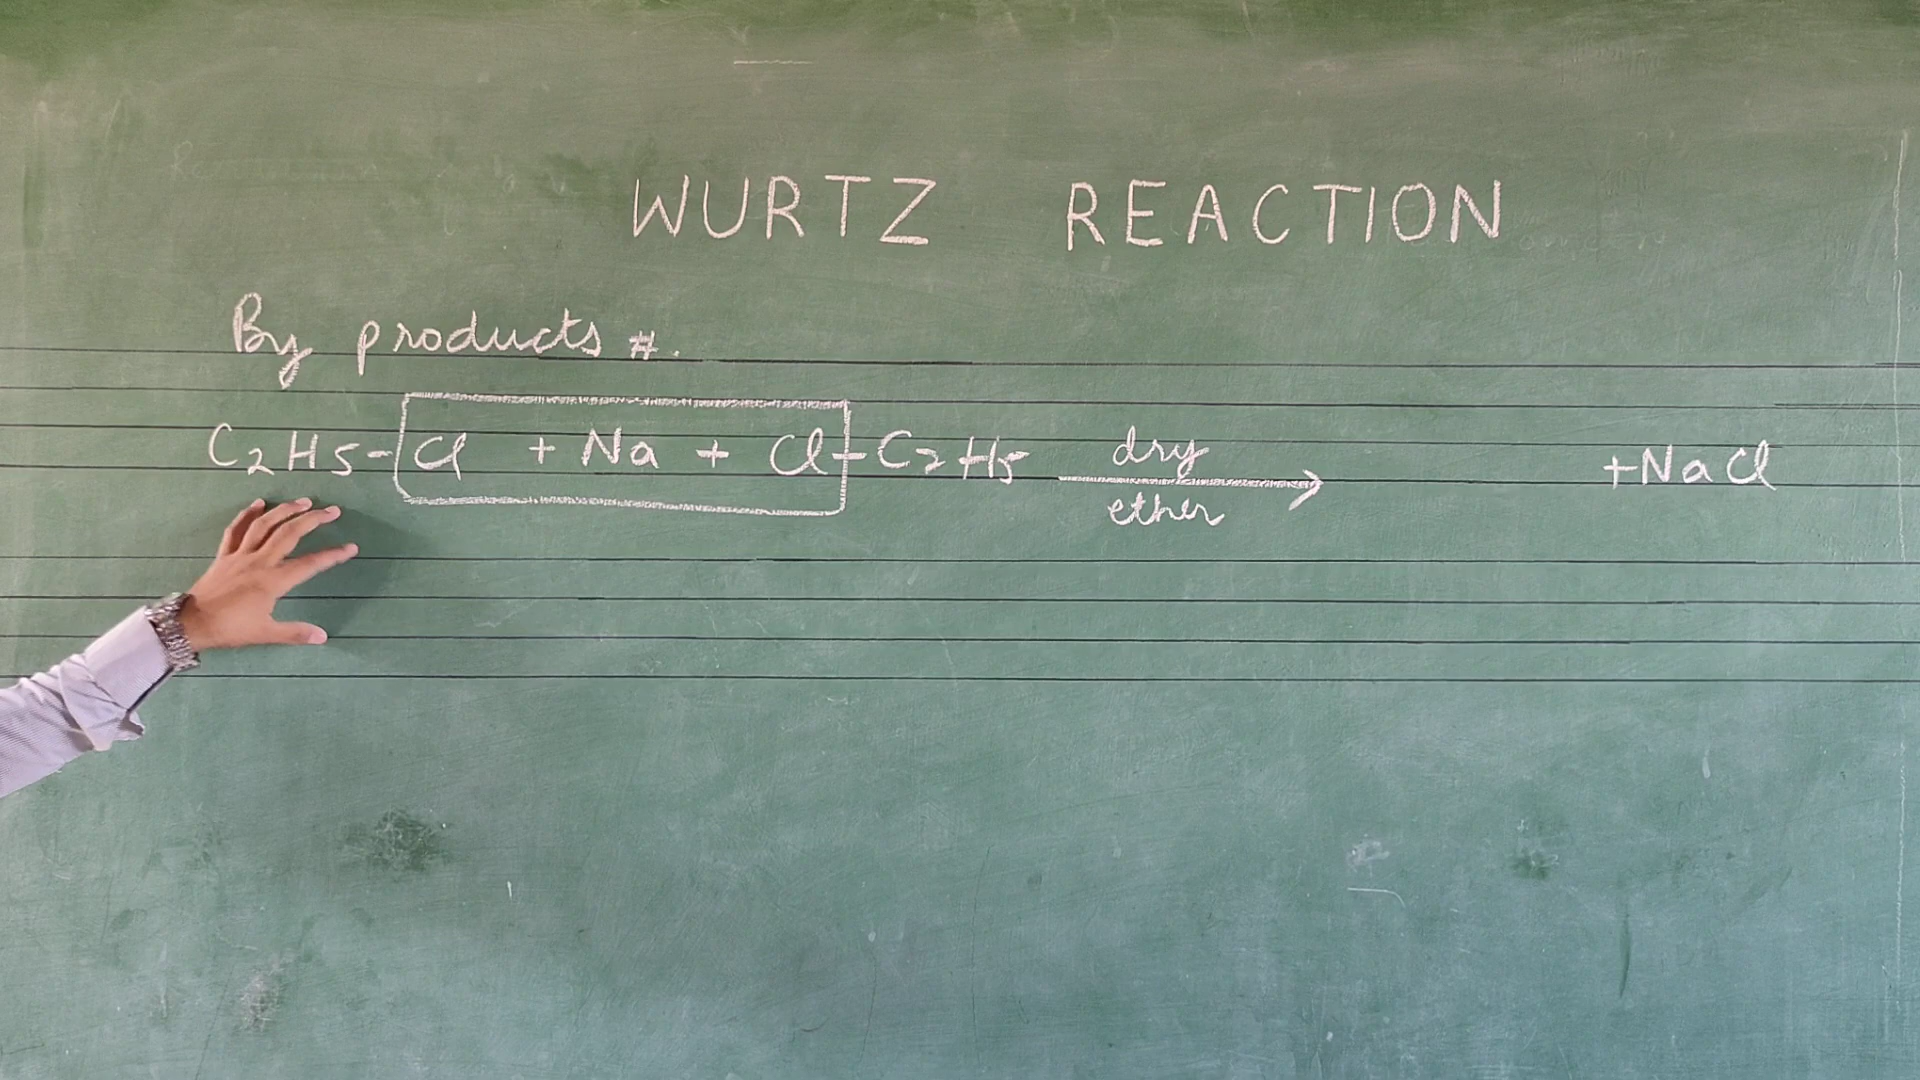 WURTZ REACTION
By products #.
C2H5-Cl + Na + Cl-C2H5 dry ether → +NaCl